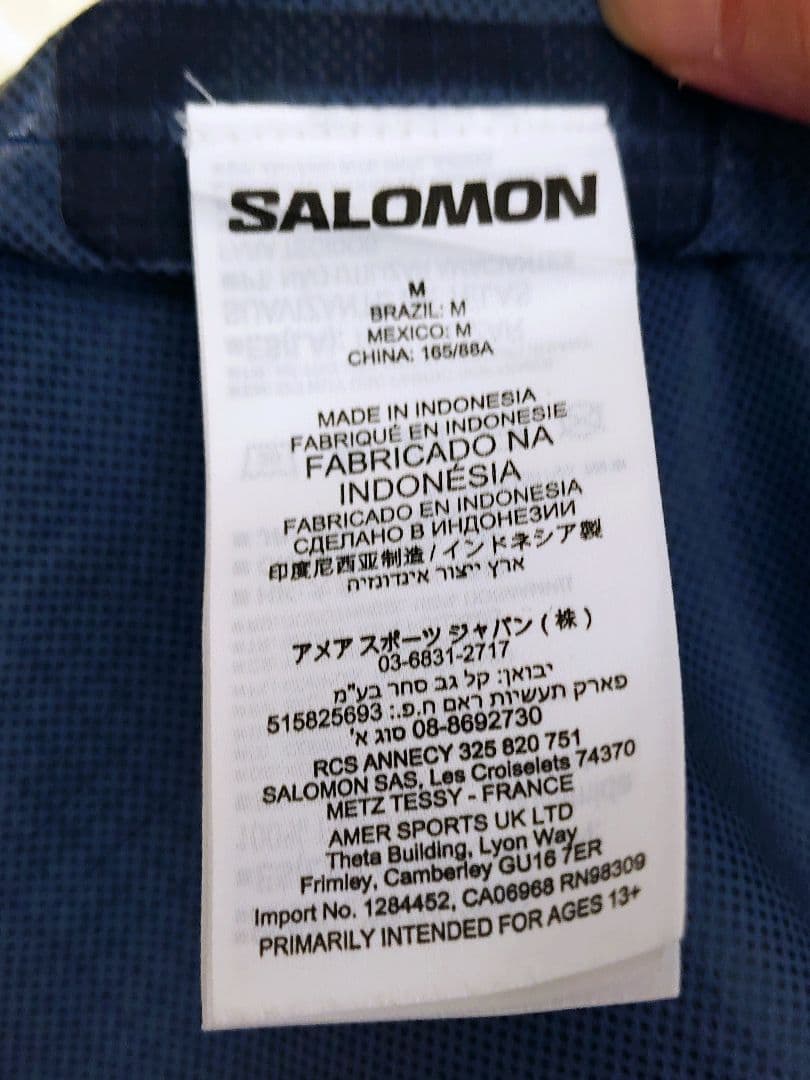 SALOMON
M
BRAZIL: M
MEXICO: M
CHINA: 165/88A
MADE IN INDONESIA
FABRIQUÉ EN INDONESIE
FABRICADO NA
INDONÉSIA
FABRICADO EN INDONESIA
СДЕЛАНО В ИНДОНЕЗИИ
印度尼西亚制造 / インドネシア製
ארץ ייצור אינדונזיה
アメア スポーツ ジャパン ( 株 )
03-6831-2717
יבואן: קל גב סחר בע"מ
פארק תעשיות ראם ח.פ.: 515825693
08-8692730 סוג א'
RCS ANNECY 325 820 751
SALOMON SAS, Les Croiselets 74370
METZ TESSY - FRANCE
AMER SPORTS UK LTD
Theta Building, Lyon Way
Frimley, Camberley GU16 7ER
Import No. 1284452, CA06968 RN98309
PRIMARILY INTENDED FOR AGES 13+